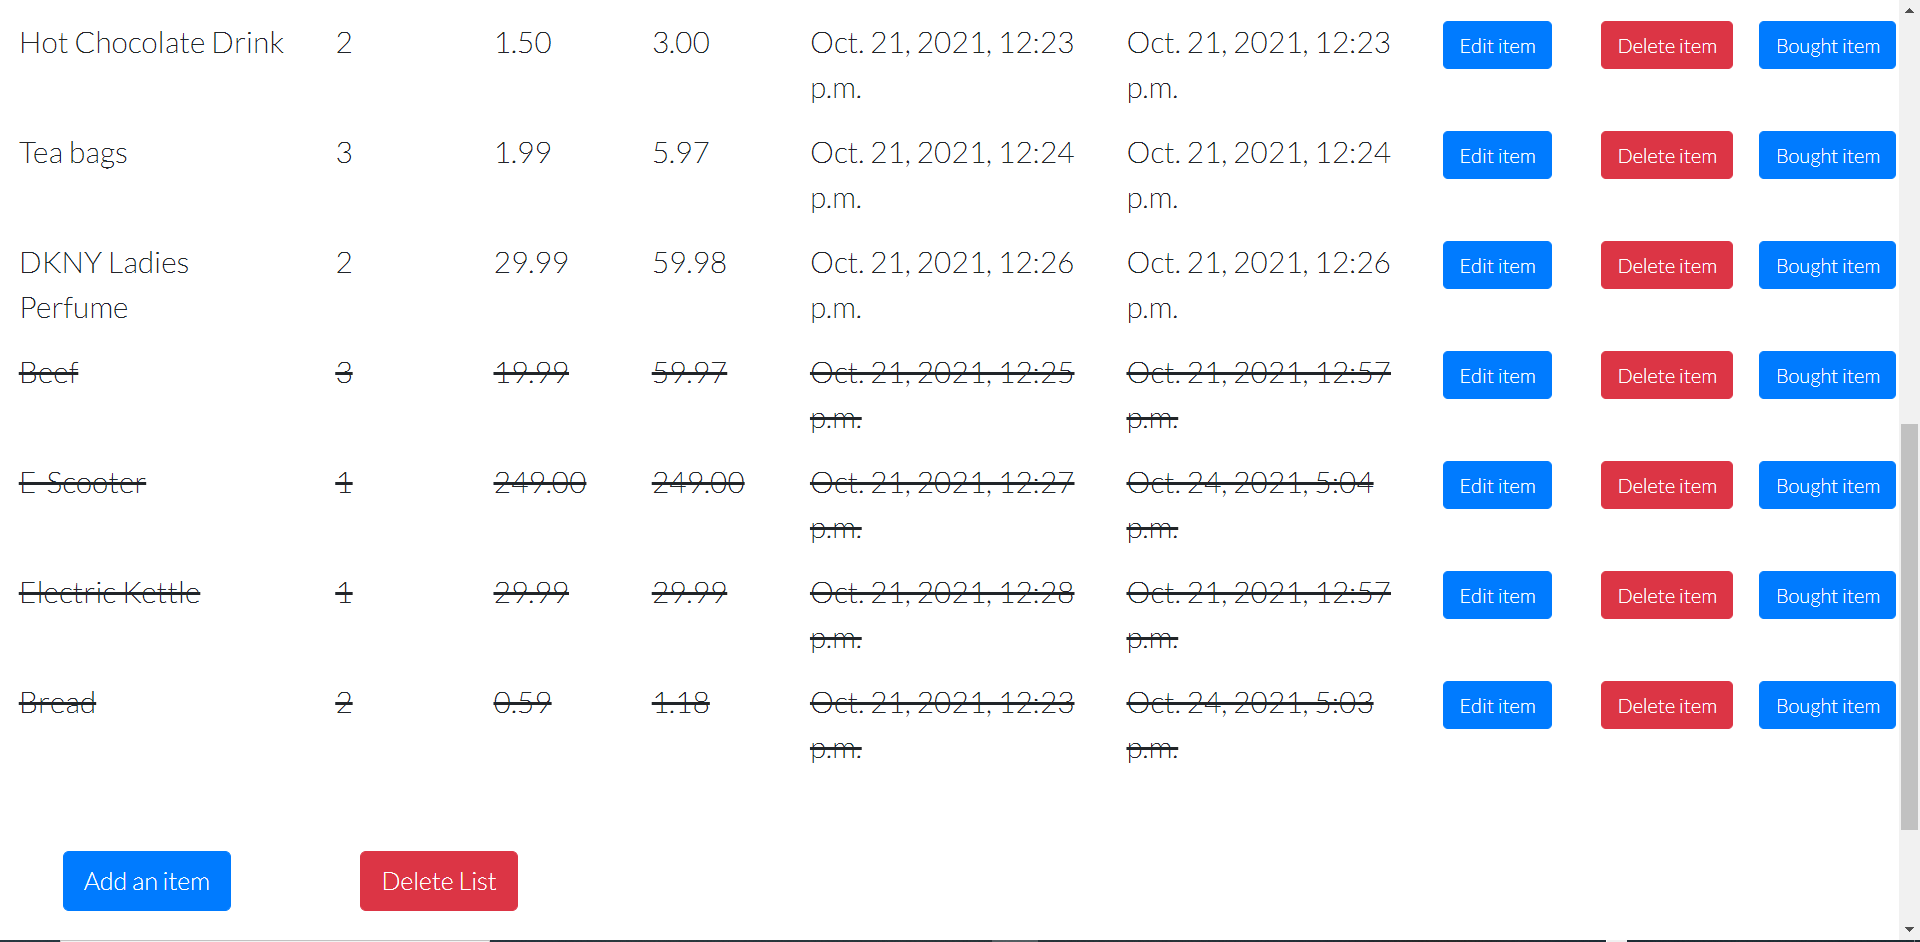 Hot Chocolate Drink 2 1.50 3.00 Oct. 21, 2021, 12:23 Oct. 21, 2021, 12:23 Edit item Delete item Bought item
p.m. p.m.
Tea bags 3 1.99 5.97 Oct. 21, 2021, 12:24 Oct. 21, 2021, 12:24 Edit item Delete item Bought item
p.m. p.m.
DKNY Ladies 2 29.99 59.98 Oct. 21, 2021, 12:26 Oct. 21, 2021, 12:26 Edit item Delete item Bought item
Perfume p.m. p.m.
Beef 3 19.99 59.97 Oct. 21, 2021, 12:25 Oct. 21, 2021, 12:57 Edit item Delete item Bought item
p.m. p.m.
E-Scooter 1 249.00 249.00 Oct. 21, 2021, 12:27 Oct. 24, 2021, 5:04 Edit item Delete item Bought item
p.m. p.m.
Electric Kettle 1 29.99 29.99 Oct. 21, 2021, 12:28 Oct. 21, 2021, 12:57 Edit item Delete item Bought item
p.m. p.m.
Bread 2 0.59 1.18 Oct. 21, 2021, 12:23 Oct. 24, 2021, 5:03 Edit item Delete item Bought item
p.m. p.m.
Add an item Delete List